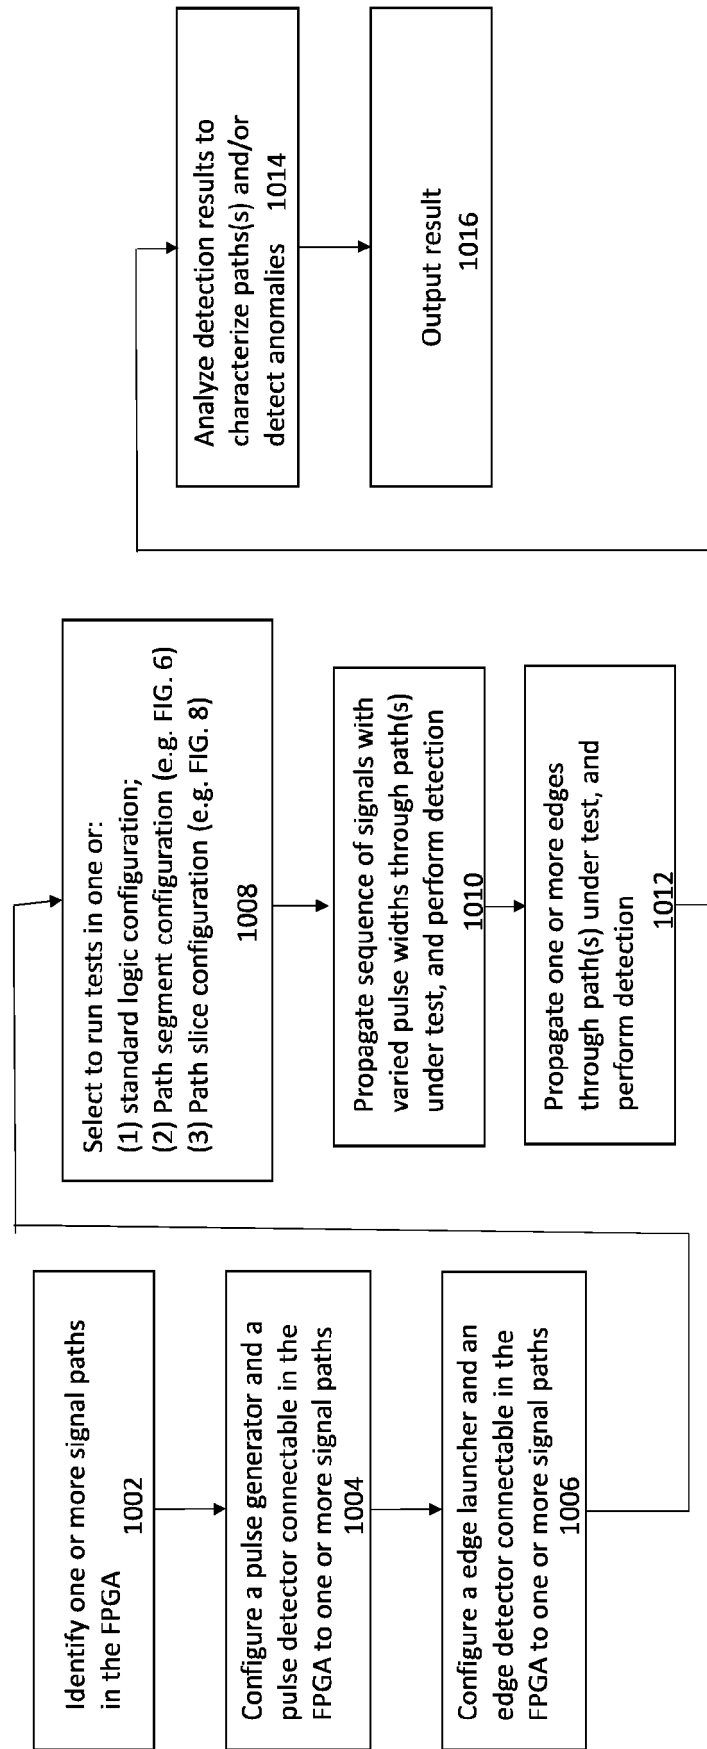 Identify one or more signal paths
in the FPGA
1002
Configure a pulse generator and a
pulse detector connectable in the
FPGA to one or more signal paths
1004
Configure a edge launcher and an
edge detector connectable in the
FPGA to one or more signal paths
1006
Select to run tests in one or:
(1) standard logic configuration;
(2) Path segment configuration (e.g. FIG. 6)
(3) Path slice configuration (e.g. FIG. 8)
1008
Propagate sequence of signals with
varied pulse widths through path(s)
under test, and perform detection
1010
Propagate one or more edges
through path(s) under test, and
perform detection
1012
Analyze detection results to
characterize paths(s) and/or
detect anomalies 1014
Output result
1016